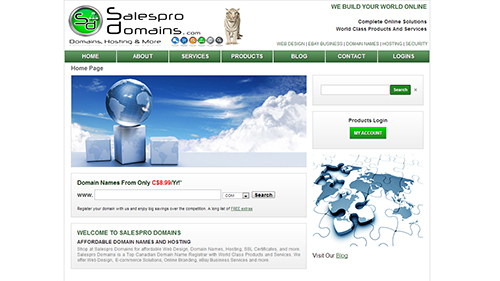 Salespro
Domains.com
Domains, Hosting & More
WE BUILD YOUR WORLD ONLINE
Complete Online Solutions
World Class Products And Services
WEB DESIGN | EBAY BUSINESS | DOMAIN NAMES | HOSTING | SECURITY
HOME ABOUT SERVICES PRODUCTS BLOG CONTACT LOGINS
Home Page
Search
Products Login
MY ACCOUNT
Domain Names From Only C$8.99/Yr!*
www. .COM Search
Register your domain with us and enjoy big savings over the competition. A long list of FREE extras
WELCOME TO SALESPRO DOMAINS
AFFORDABLE DOMAIN NAMES AND HOSTING
Shop at Salespro Domains for affordable Web Design, Domain Names, Hosting, SSL Certificates, and more.
Salespro Domains is a Top Canadian Domain Name Registrar with World Class Products and Services. We
offer Web Design, E-commerce Solutions, Online Branding, eBay Business Services and more.
Visit Our Blog